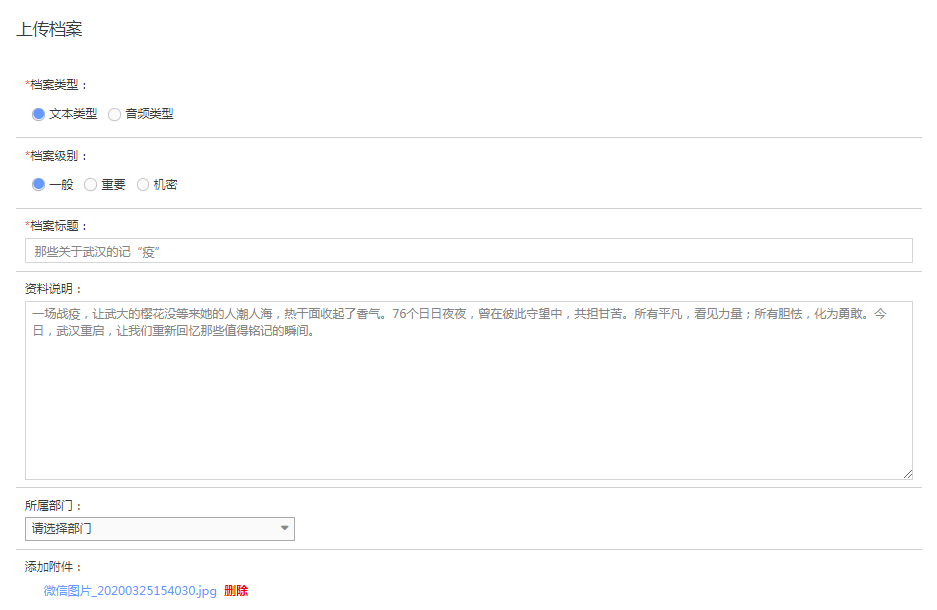 上传档案
*档案类型：
文本类型 音频类型
*档案级别：
一般 重要 机密
*档案标题：
那些关于武汉的记“疫”
资料说明：
一场战疫，让武大的樱花没等来她的人潮人海，热干面收起了香气。76个日日夜夜，曾在彼此守望中，共担甘苦。所有平凡，看见力量；所有胆怯，化为勇敢。今
日，武汉重启，让我们重新回忆那些值得铭记的瞬间。
所属部门：
请选择部门
添加附件：
微信图片_20200325154030.jpg 删除